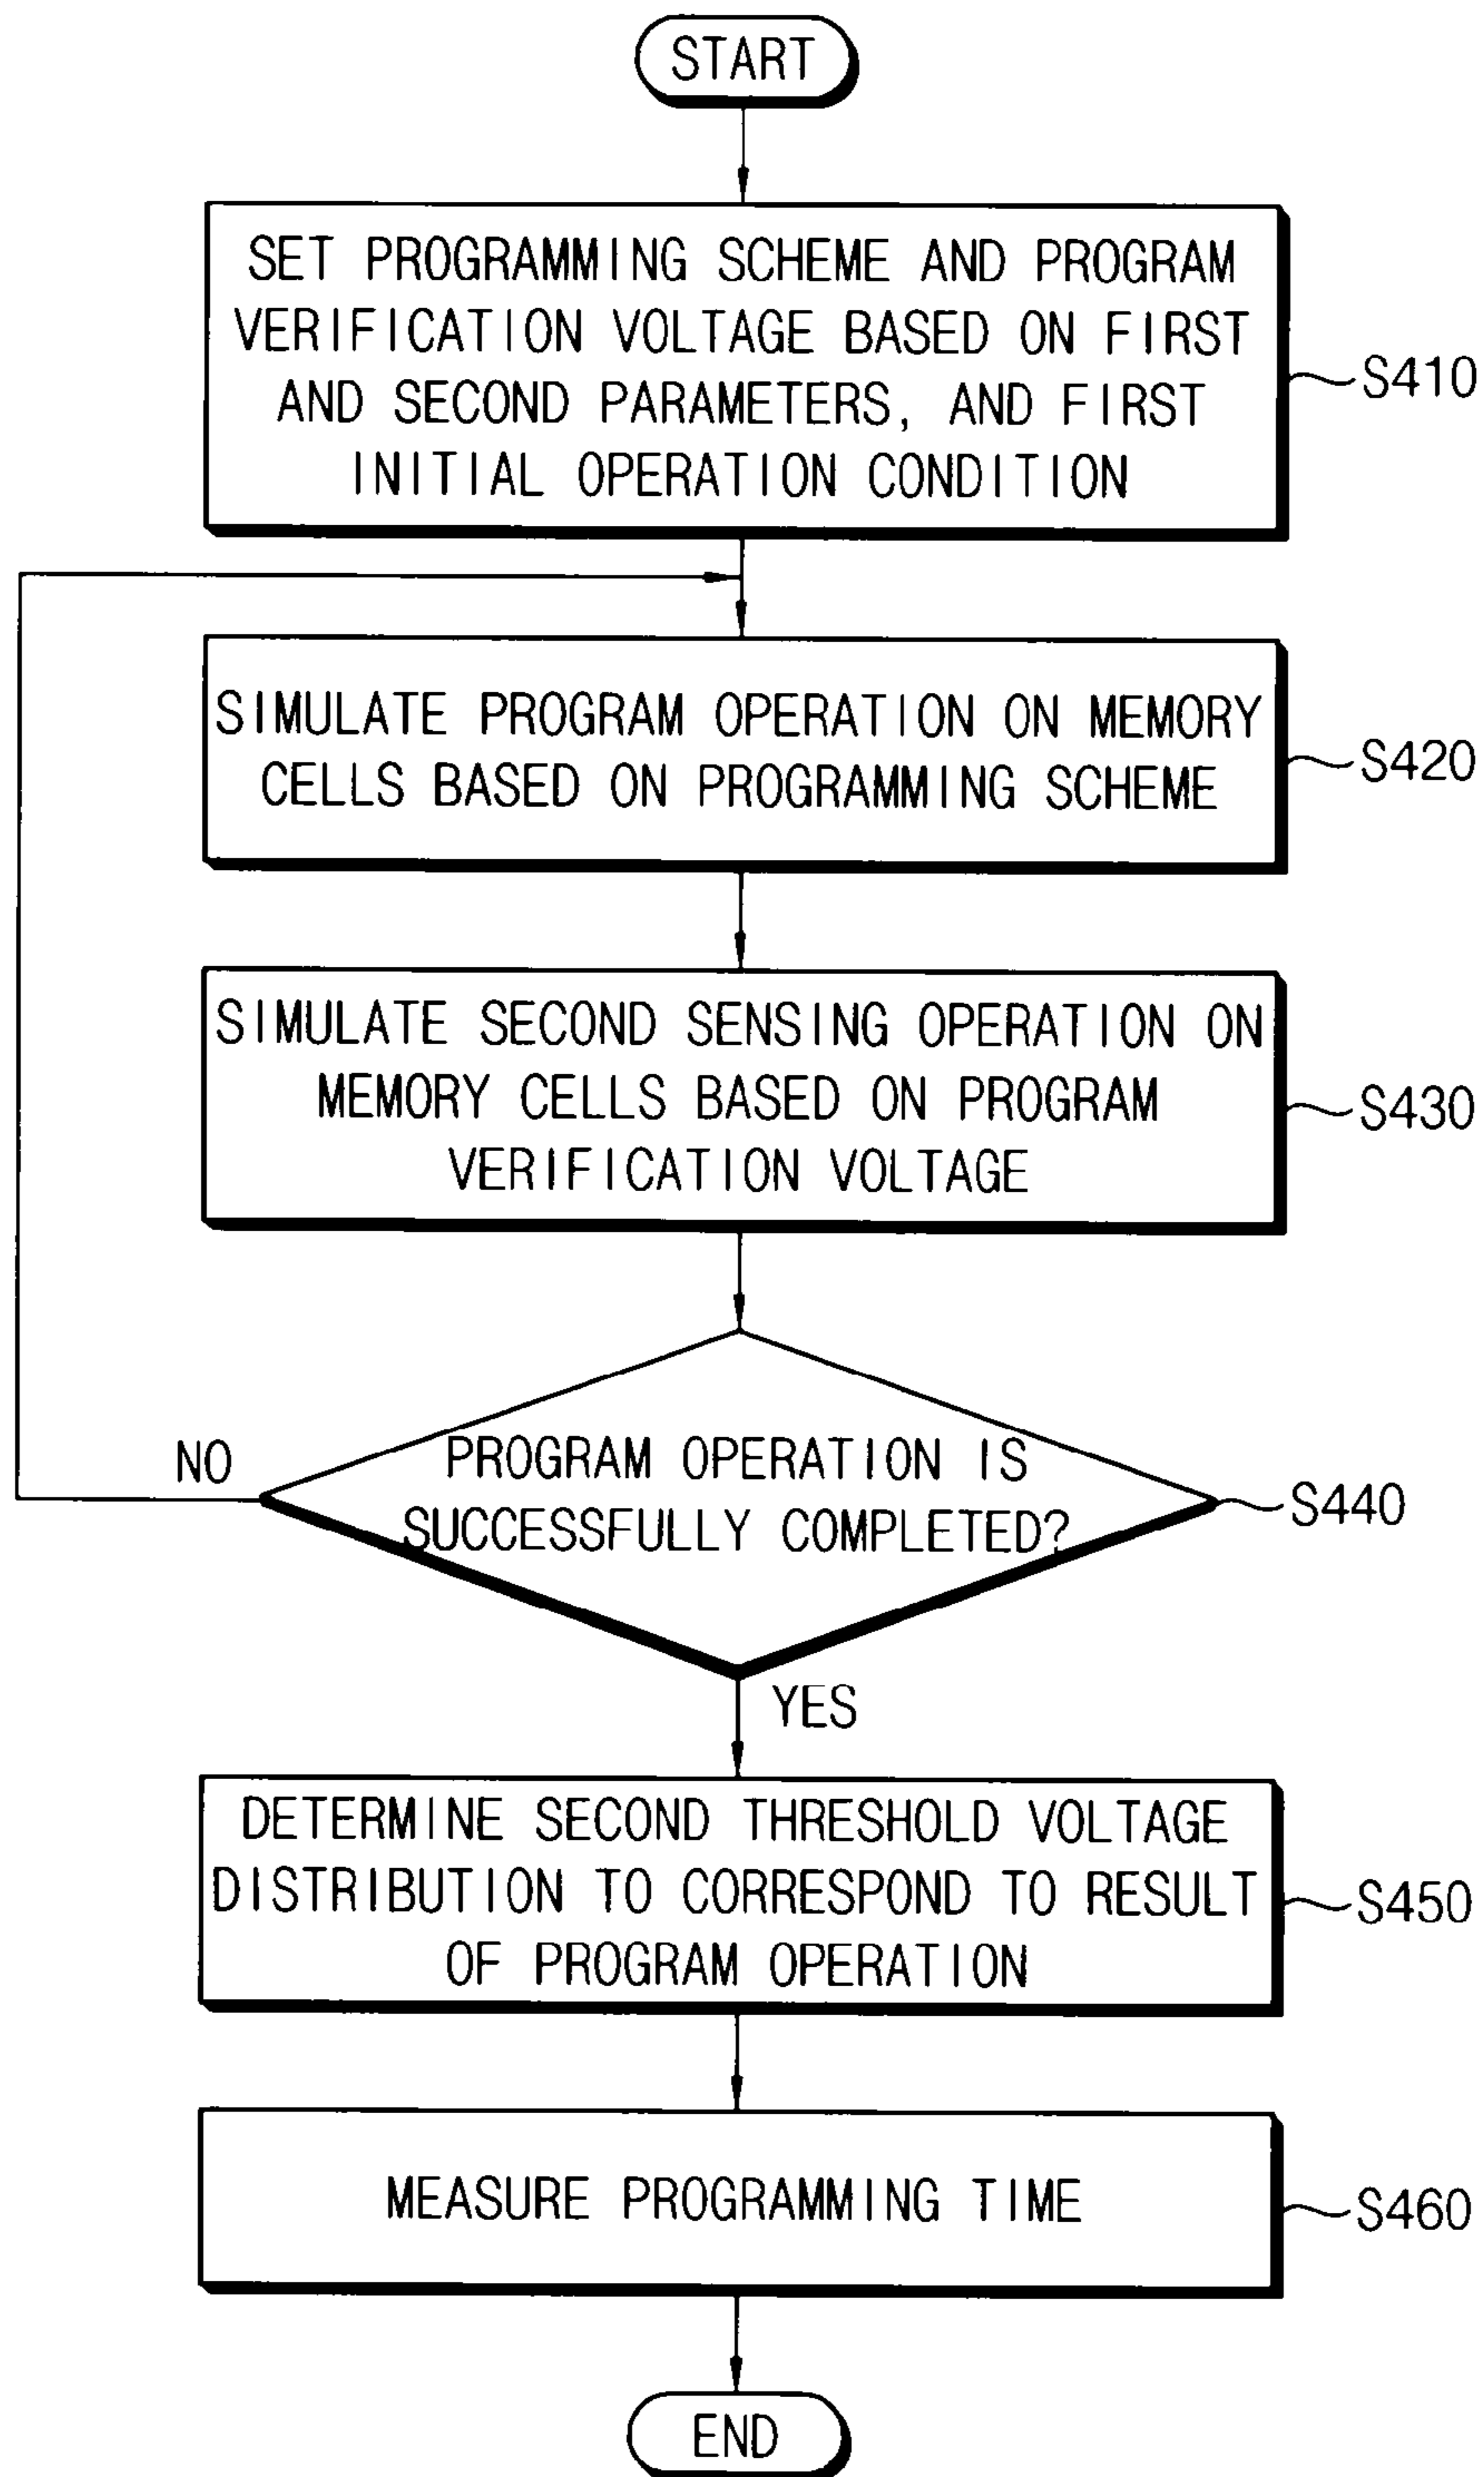 START
SET PROGRAMMING SCHEME AND PROGRAM
VERIFICATION VOLTAGE BASED ON FIRST
AND SECOND PARAMETERS, AND FIRST
INITIAL OPERATION CONDITION
S410
SIMULATE PROGRAM OPERATION ON MEMORY
CELLS BASED ON PROGRAMMING SCHEME
S420
SIMULATE SECOND SENSING OPERATION ON
MEMORY CELLS BASED ON PROGRAM
VERIFICATION VOLTAGE
S430
NO
PROGRAM OPERATION IS
SUCCESSFULLY COMPLETED?
S440
YES
DETERMINE SECOND THRESHOLD VOLTAGE
DISTRIBUTION TO CORRESPOND TO RESULT
OF PROGRAM OPERATION
S450
MEASURE PROGRAMMING TIME
S460
END